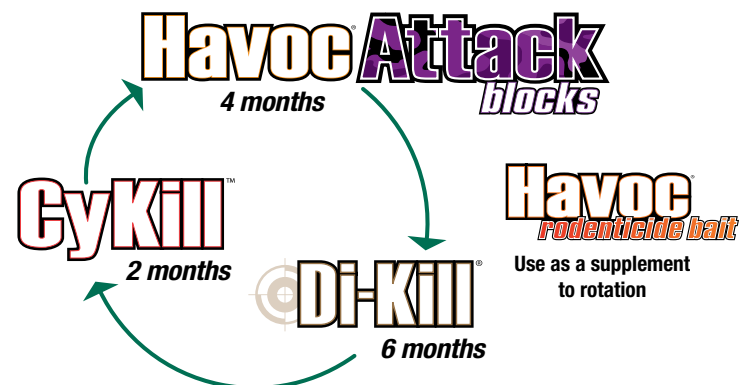 Havoc® Attack
blocks
4 months
CyKill™
2 months
Di-Kill®
6 months
Havoc®
rodenticide bait
Use as a supplement
to rotation